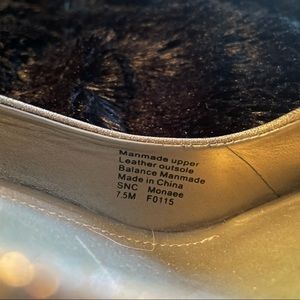 Manmade upper
Leather outsole
Balance Manmade
Made in China
SNC Monaee
7.5M F0115